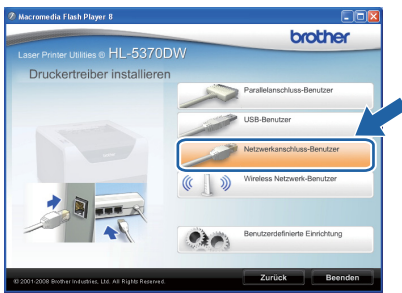 Macromedia Flash Player 8
brother
Laser Printer Utilities ® HL-5370DW
Druckertreiber installieren
Parallelanschluss-Benutzer
USB-Benutzer
Netzwerkanschluss-Benutzer
Wireless Netzwerk-Benutzer
Benutzerdefinierte Einrichtung
© 2001-2008 Brother Industries, Ltd. All Rights Reserved.
Zurück
Beenden